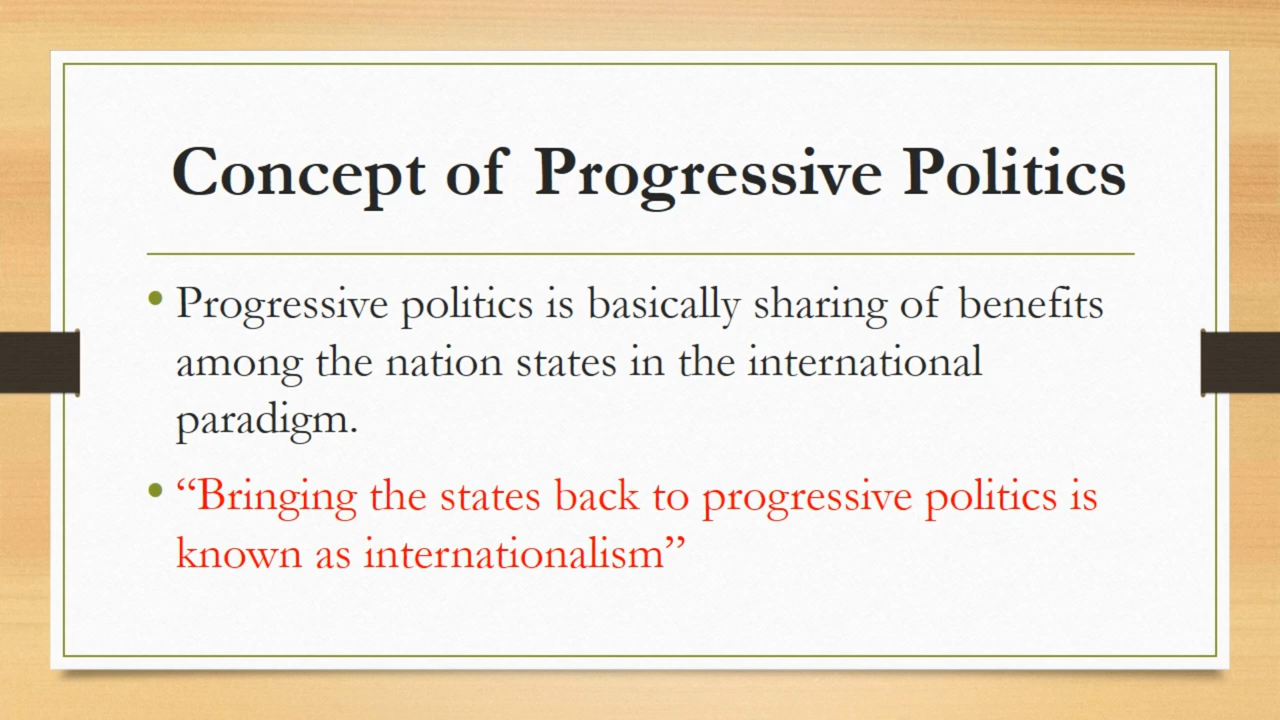 Concept of Progressive Politics
• Progressive politics is basically sharing of benefits
among the nation states in the international
paradigm.
• “Bringing the states back to progressive politics is
known as internationalism”